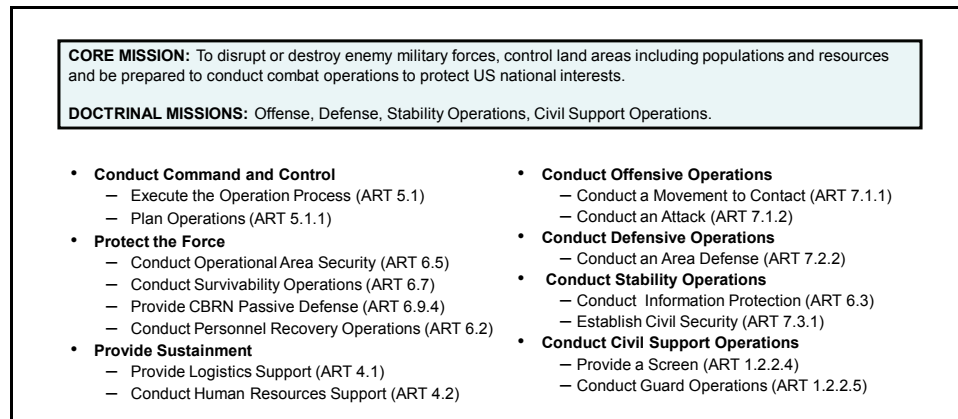 CORE MISSION: To disrupt or destroy enemy military forces, control land areas including populations and resources
and be prepared to conduct combat operations to protect US national interests.
DOCTRINAL MISSIONS: Offense, Defense, Stability Operations, Civil Support Operations.
• Conduct Command and Control
– Execute the Operation Process (ART 5.1)
– Plan Operations (ART 5.1.1)
• Protect the Force
– Conduct Operational Area Security (ART 6.5)
– Conduct Survivability Operations (ART 6.7)
– Provide CBRN Passive Defense (ART 6.9.4)
– Conduct Personnel Recovery Operations (ART 6.2)
• Provide Sustainment
– Provide Logistics Support (ART 4.1)
– Conduct Human Resources Support (ART 4.2)
• Conduct Offensive Operations
– Conduct a Movement to Contact (ART 7.1.1)
– Conduct an Attack (ART 7.1.2)
• Conduct Defensive Operations
– Conduct an Area Defense (ART 7.2.2)
• Conduct Stability Operations
– Conduct Information Protection (ART 6.3)
– Establish Civil Security (ART 7.3.1)
• Conduct Civil Support Operations
– Provide a Screen (ART 1.2.2.4)
– Conduct Guard Operations (ART 1.2.2.5)